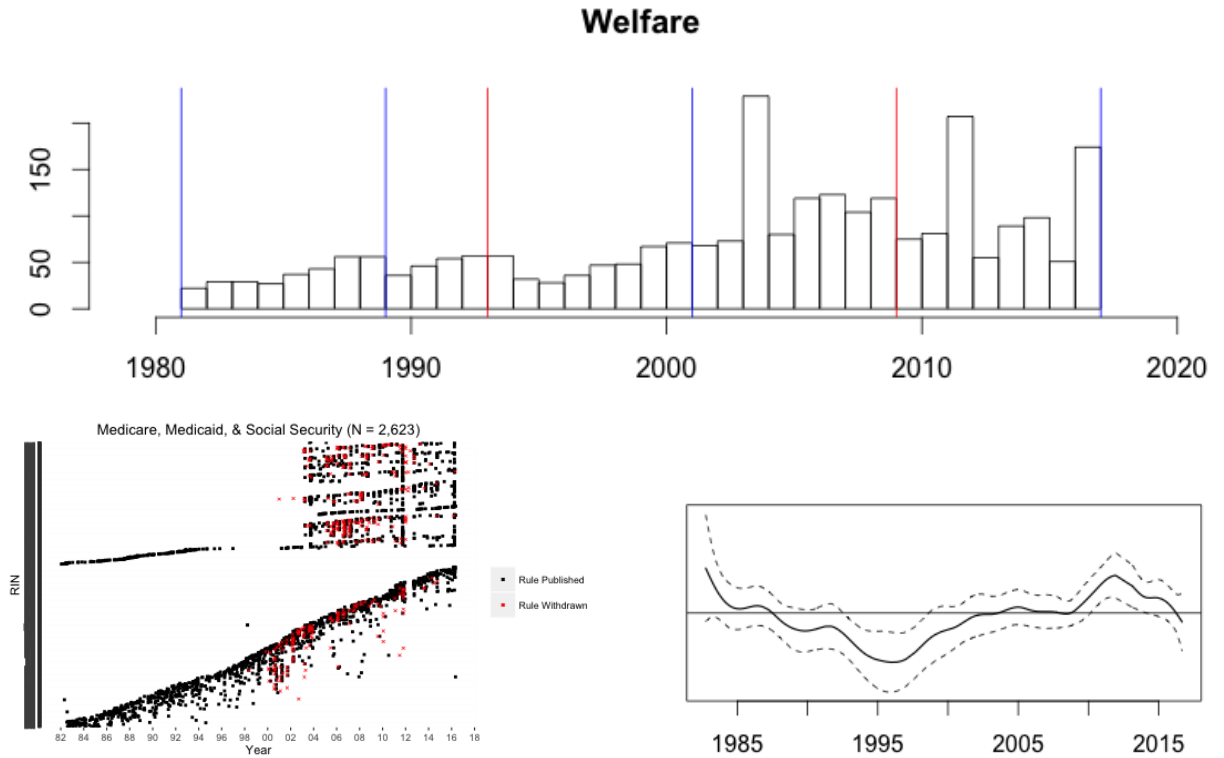 Welfare
150
50
0
1980 1990 2000 2010 2020
Medicare, Medicaid, & Social Security (N = 2,623)
RIN
Rule Published
Rule Withdrawn
82 84 86 88 90 92 94 96 98 00 02 04 06 08 10 12 14 16 18
Year
1985 1995 2005 2015